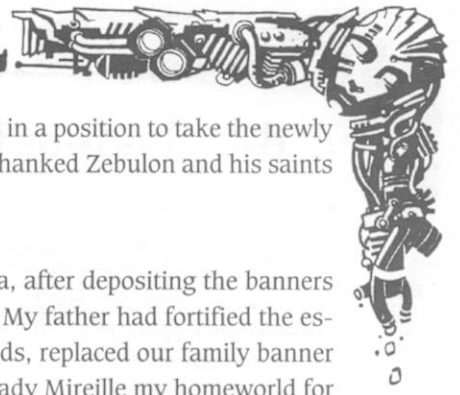 in a position to take the newly
hanked Zebulon and his saints
a, after depositing the banners
My father had fortified the es-
ds, replaced our family banner
ady Mireille my homeworld for